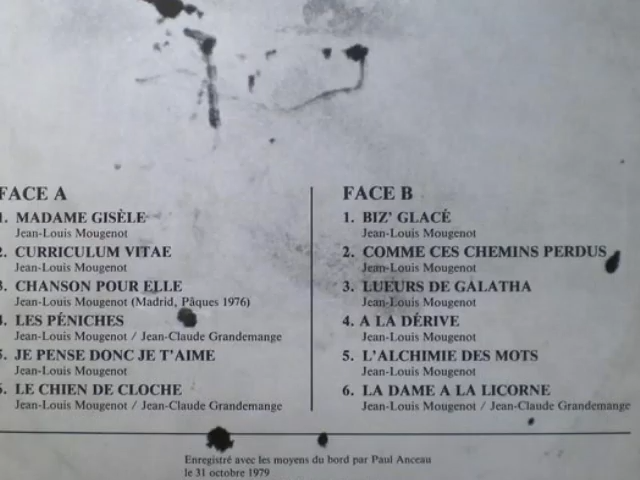 FACE A
1. MADAME GISÈLE
Jean-Louis Mougenot
2. CURRICULUM VITAE
Jean-Louis Mougenot
3. CHANSON POUR ELLE
Jean-Louis Mougenot (Madrid, Pâques 1976)
4. LES PÉNICHES
Jean-Louis Mougenot / Jean-Claude Grandemange
5. JE PENSE DONC JE T'AIME
Jean-Louis Mougenot
6. LE CHIEN DE CLOCHE
Jean-Louis Mougenot / Jean-Claude Grandemange
FACE B
1. BIZ' GLACÉ
Jean-Louis Mougenot
2. COMME CES CHEMINS PERDUS
Jean-Louis Mougenot
3. LUEURS DE GALATHA
Jean-Louis Mougenot
4. A LA DÉRIVE
Jean-Louis Mougenot
5. L'ALCHIMIE DES MOTS
Jean-Louis Mougenot
6. LA DAME A LA LICORNE
Jean-Louis Mougenot / Jean-Claude Grandemange
Enregistré avec les moyens du bord par Paul Anceau
le 31 octobre 1979